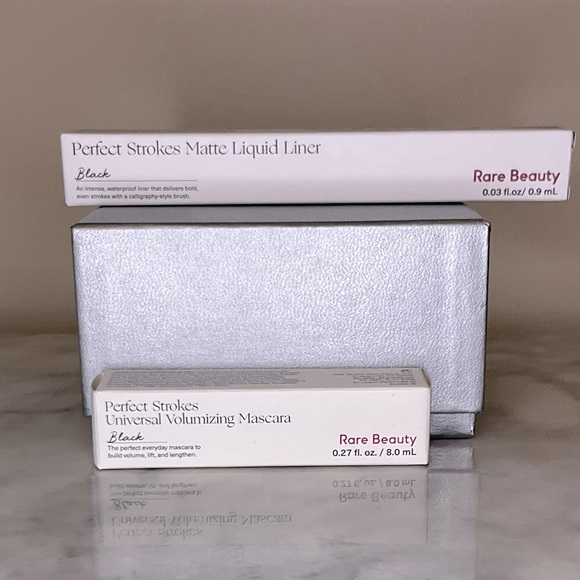 Perfect Strokes Matte Liquid Liner
Black
An intense, waterproof liner that delivers bold,
even strokes with a calligraphy-style brush.
Rare Beauty
0.03 fl.oz/ 0.9 mL
Perfect Strokes
Universal Volumizing Mascara
Black
The perfect everyday mascara to
build volume, lift, and lengthen.
Rare Beauty
0.27 fl. oz. / 8.0 mL